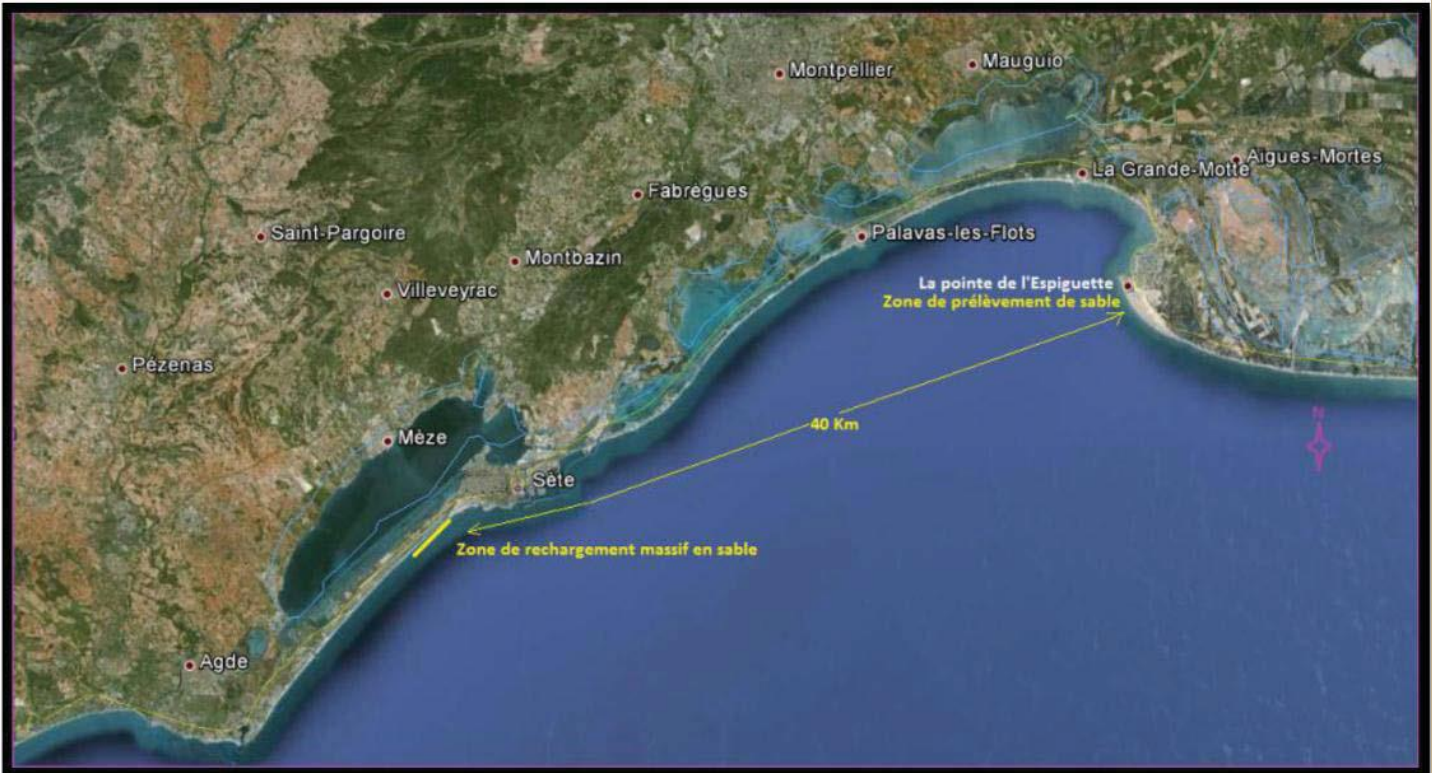 Montpellier
Mauguio
Aigues-Mortes
La Grande-Motte
Fabrègues
Saint-Pargoire
Palavas-les-Flots
Montbazin
La pointe de l'Espiguette
Zone de prélèvement de sable
Villeveyrac
Pézenas
N
40 Km
Mèze
Sète
Zone de rechargement massif en sable
Agde